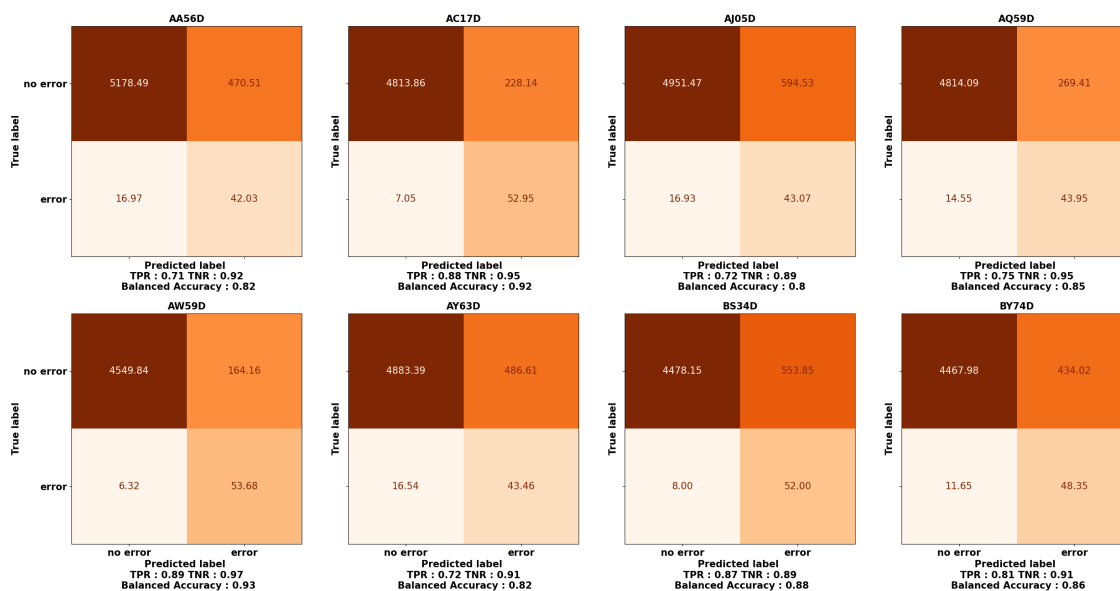 AA56D
AC17D
AJ05D
AQ59D
no error
5178.49
470.51
4813.86
228.14
4951.47
594.53
4814.09
269.41
True label
True label
True label
True label
error
16.97
42.03
7.05
52.95
16.93
43.07
14.55
43.95
Predicted label
TPR : 0.71 TNR : 0.92
Balanced Accuracy : 0.82
Predicted label
TPR : 0.88 TNR : 0.95
Balanced Accuracy : 0.92
Predicted label
TPR : 0.72 TNR : 0.89
Balanced Accuracy : 0.8
Predicted label
TPR : 0.75 TNR : 0.95
Balanced Accuracy : 0.85
AW59D
AY63D
BS34D
BY74D
no error
4549.84
164.16
4883.39
486.61
4478.15
553.85
4467.98
434.02
True label
True label
True label
True label
error
6.32
53.68
16.54
43.46
8.00
52.00
11.65
48.35
no error
error
no error
error
no error
error
no error
error
Predicted label
TPR : 0.89 TNR : 0.97
Balanced Accuracy : 0.93
Predicted label
TPR : 0.72 TNR : 0.91
Balanced Accuracy : 0.82
Predicted label
TPR : 0.87 TNR : 0.89
Balanced Accuracy : 0.88
Predicted label
TPR : 0.81 TNR : 0.91
Balanced Accuracy : 0.86